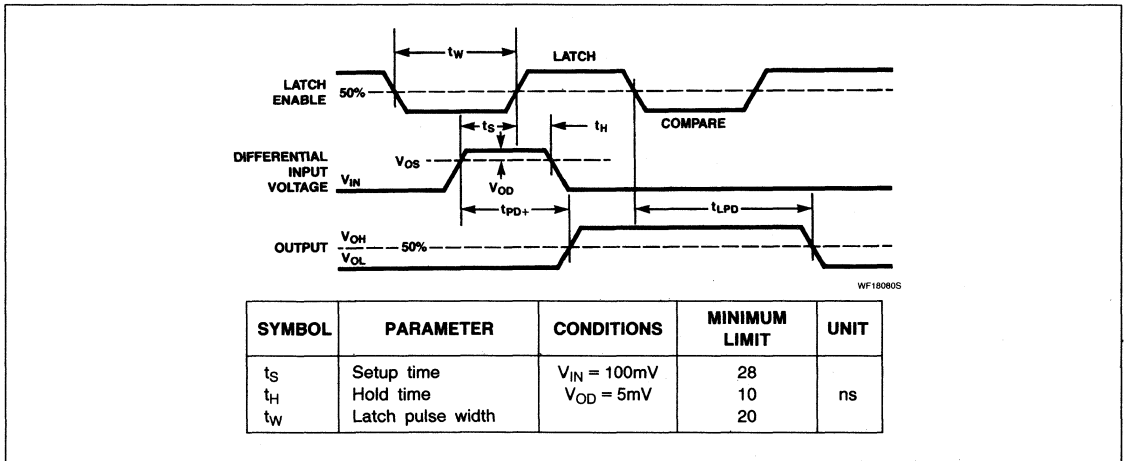 tW
LATCH
LATCH ENABLE
50%
tS
tH
COMPARE
DIFFERENTIAL INPUT VOLTAGE
VOS
VIN
VOD
tPD+
tLPD
OUTPUT
VOH
50%
VOL
WF18080S
SYMBOL PARAMETER CONDITIONS MINIMUM LIMIT UNIT
tS Setup time VIN = 100mV 28
tH Hold time VOD = 5mV 10 ns
tW Latch pulse width 20